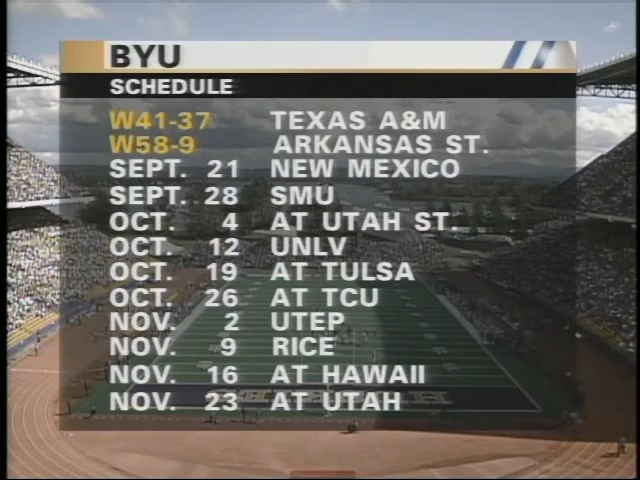 BYU
SCHEDULE
W41-37 TEXAS A&M
W58-9 ARKANSAS ST.
SEPT. 21 NEW MEXICO
SEPT. 28 SMU
OCT. 4 AT UTAH ST.
OCT. 12 UNLV
OCT. 19 AT TULSA
OCT. 26 AT TCU
NOV. 2 UTEP
NOV. 9 RICE
NOV. 16 AT HAWAII
NOV. 23 AT UTAH